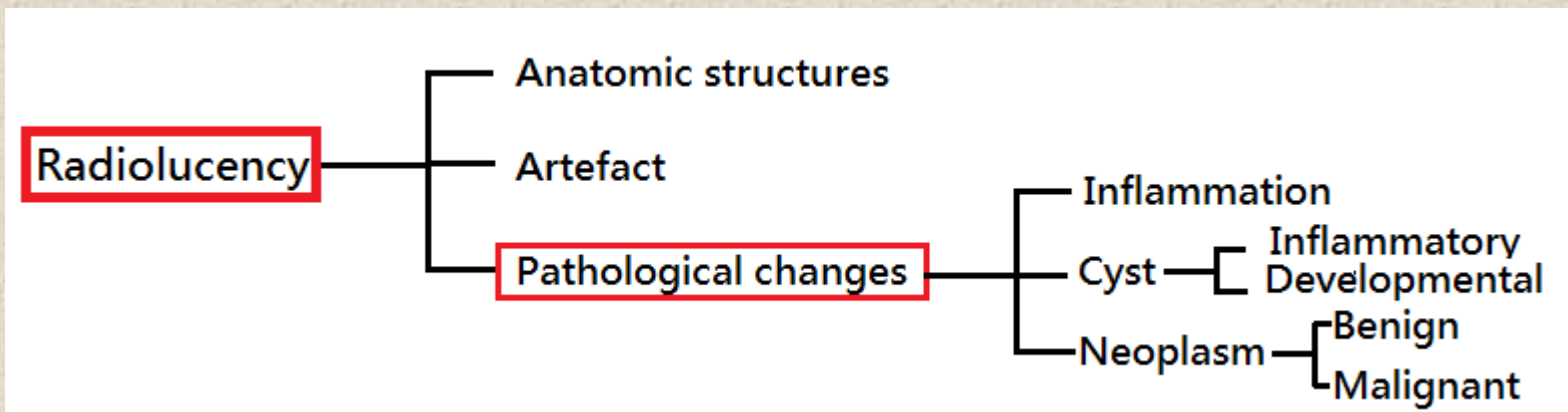 Anatomic structures
Radiolucency
Artefact
Pathological changes
Inflammation
Cyst
Inflammatory
Developmental
Neoplasm
Benign
Malignant